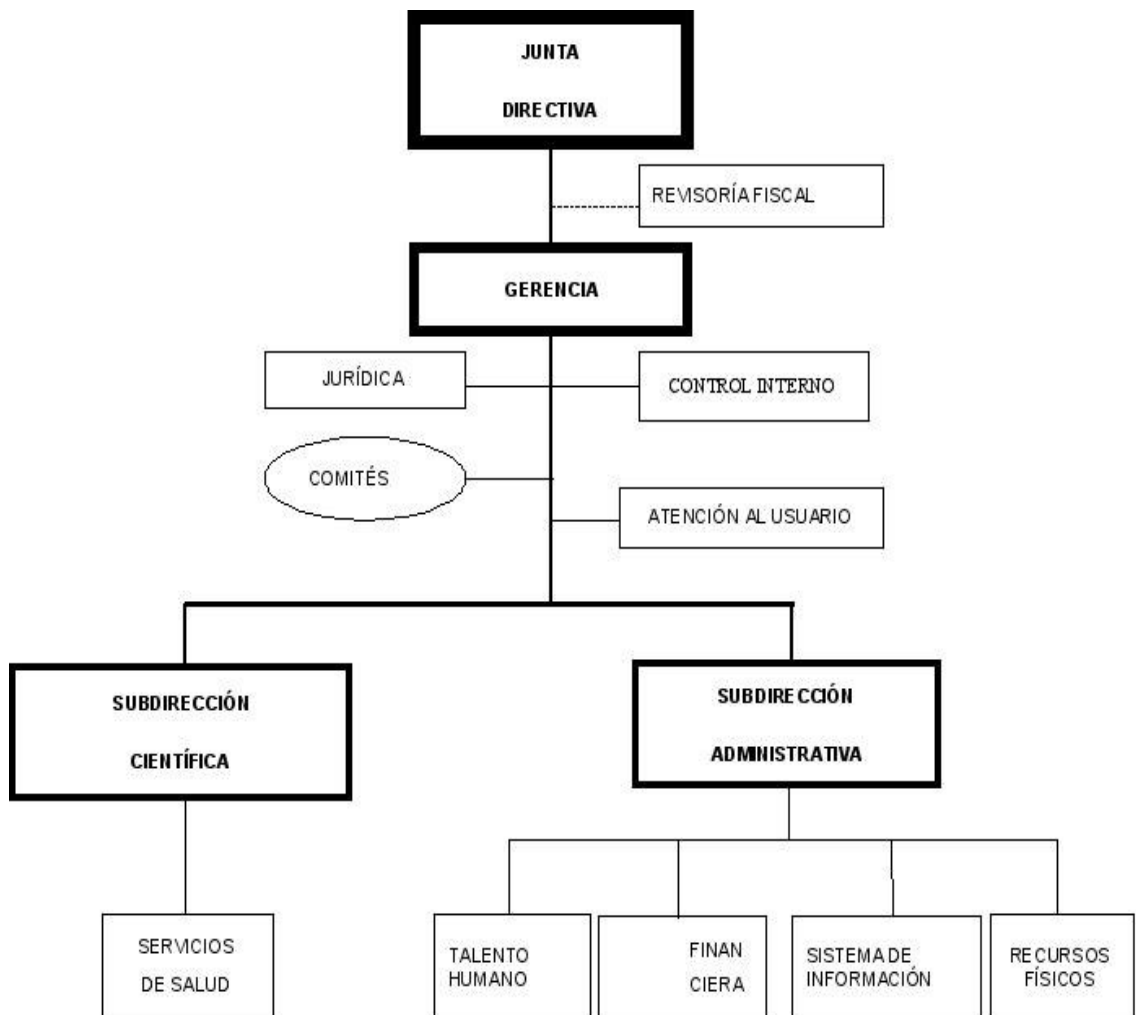 JUNTA
DIRECTIVA
REVISORÍA FISCAL
GERENCIA
JURÍDICA
CONTROL INTERNO
COMITÉS
ATENCIÓN AL USUARIO
SUBDIRECCIÓN
CIENTÍFICA
SUBDIRECCIÓN
ADMINISTRATIVA
SERVICIOS
DE SALUD
TALENTO
HUMANO
FINAN
CIERA
SISTEMA DE
INFORMACIÓN
RECURSOS
FÍSICOS